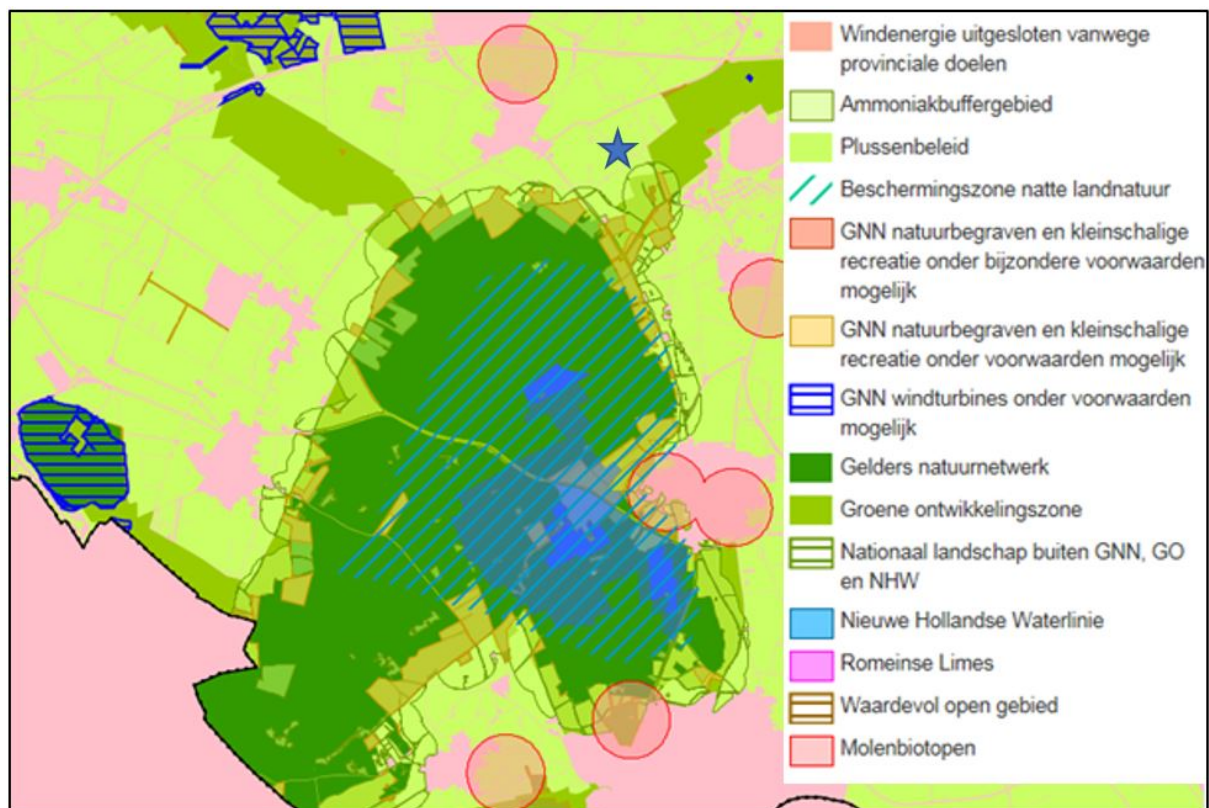 Windenergie uitgesloten vanwege
provinciale doelen
Ammoniakbuffergebied
Plussenbeleid
Beschermingszone natte landnatuur
GNN natuurbegraven en kleinschalige
recreatie onder bijzondere voorwaarden
mogelijk
GNN natuurbegraven en kleinschalige
recreatie onder voorwaarden mogelijk
GNN windturbines onder voorwaarden
mogelijk
Gelders natuurnetwerk
Groene ontwikkelingszone
Nationaal landschap buiten GNN, GO
en NHW
Nieuwe Hollandse Waterlinie
Romeinse Limes
Waardevol open gebied
Molenbiotopen